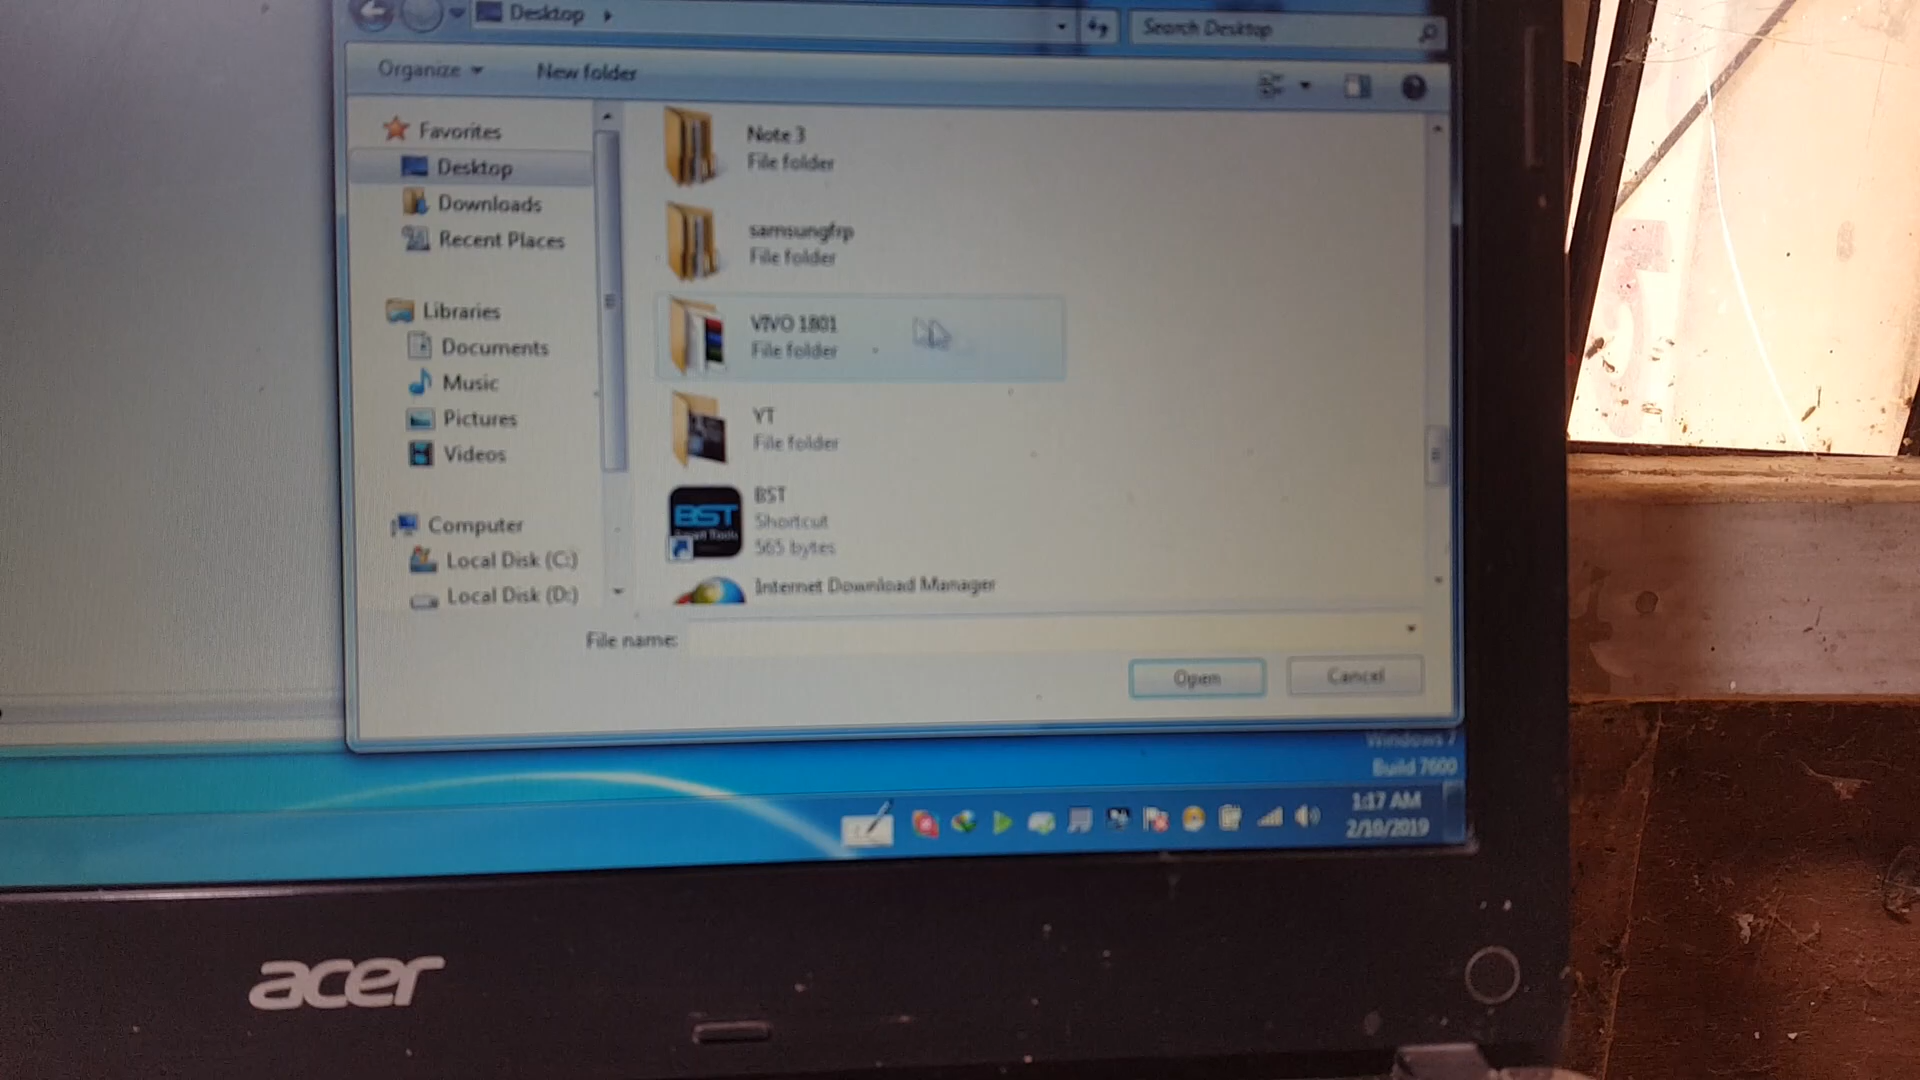 Desktop
Search Desktop
Organize
New folder
Favorites
Desktop
Downloads
Recent Places
Libraries
Documents
Music
Pictures
Videos
Computer
Local Disk (C:)
Local Disk (D:)
Note 3
File folder
samsungfrp
File folder
VIVO 1801
File folder
YT
File folder
BST
Smart Tools
BST
Shortcut
565 bytes
Internet Download Manager
File name:
Open
Cancel
Windows 7
Build 7600
1:17 AM
2/10/2019
acer